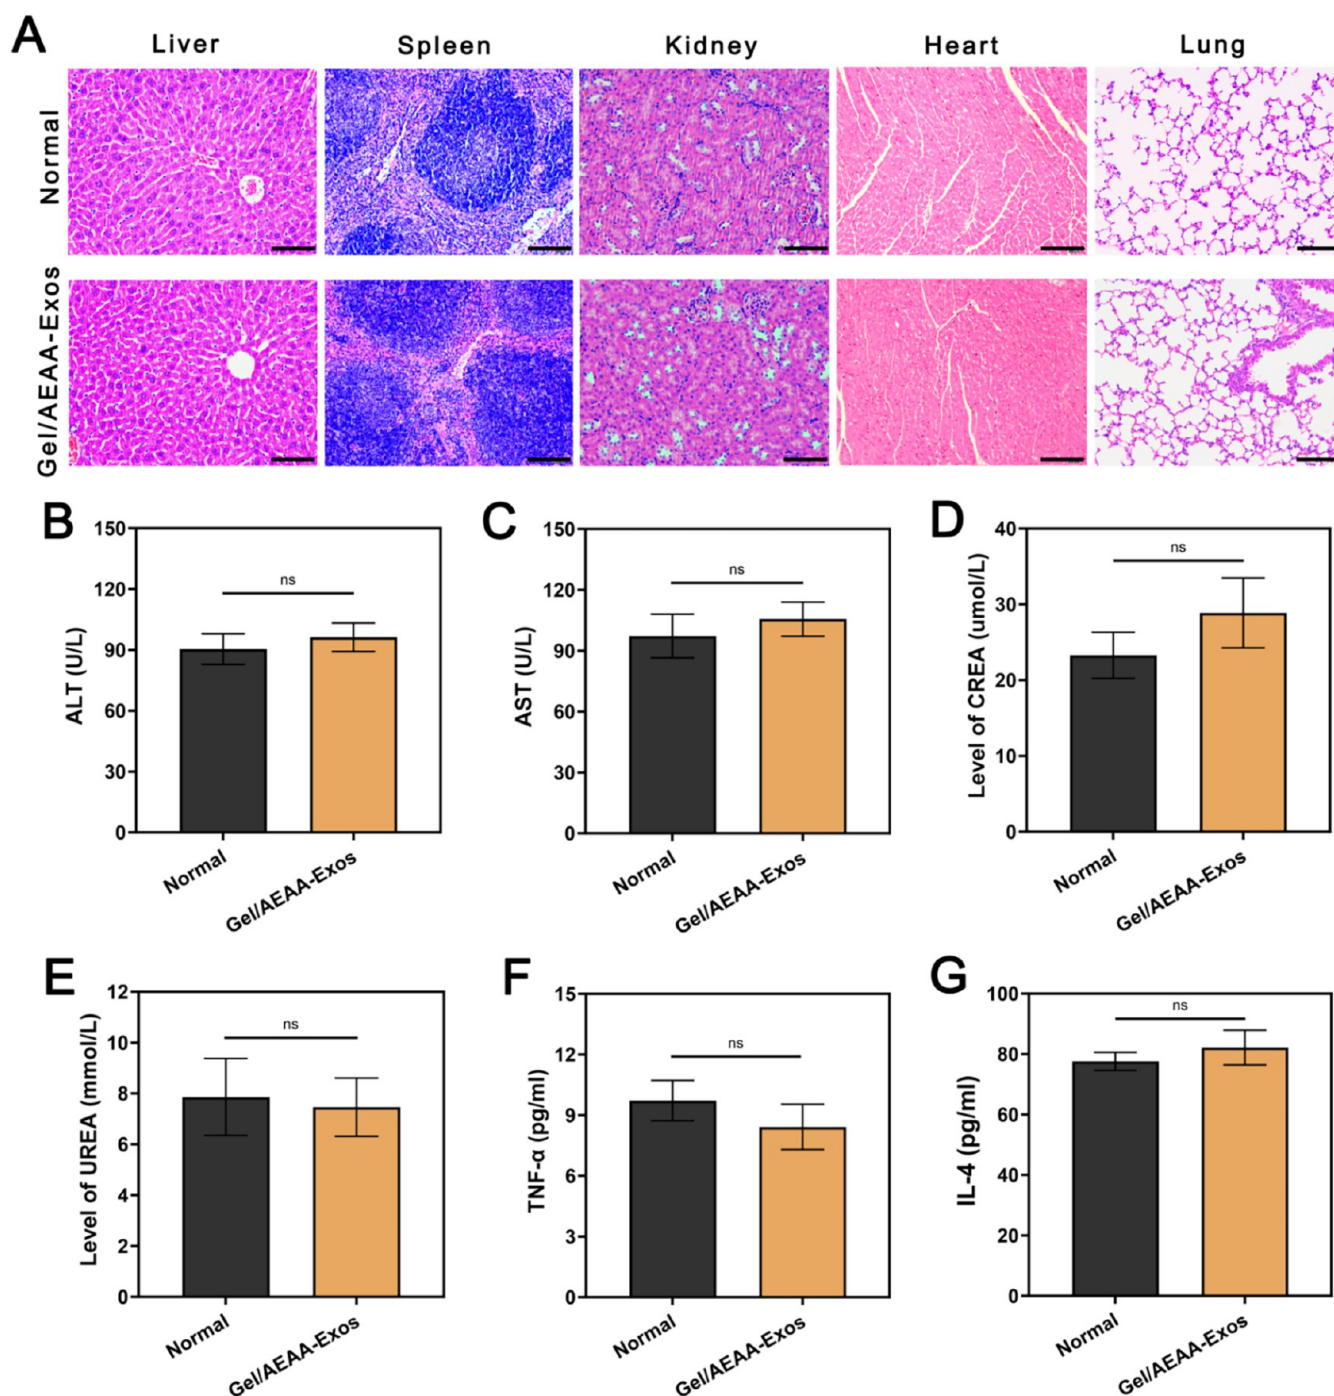 A
Liver Spleen Kidney Heart Lung
Normal
Gel/AEAA-Exos
B
ALT (U/L)
150
120
90
60
30
0
ns
Normal
Gel/AEAA-Exos
C
AST (U/L)
150
120
90
60
30
0
ns
Normal
Gel/AEAA-Exos
D
Level of CREA (umol/L)
40
30
20
10
0
ns
Normal
Gel/AEAA-Exos
E
Level of UREA (mmol/L)
12
10
8
6
4
2
0
ns
Normal
Gel/AEAA-Exos
F
TNF-α (pg/ml)
15
12
9
6
3
0
ns
Normal
Gel/AEAA-Exos
G
IL-4 (pg/ml)
100
80
60
40
20
0
ns
Normal
Gel/AEAA-Exos